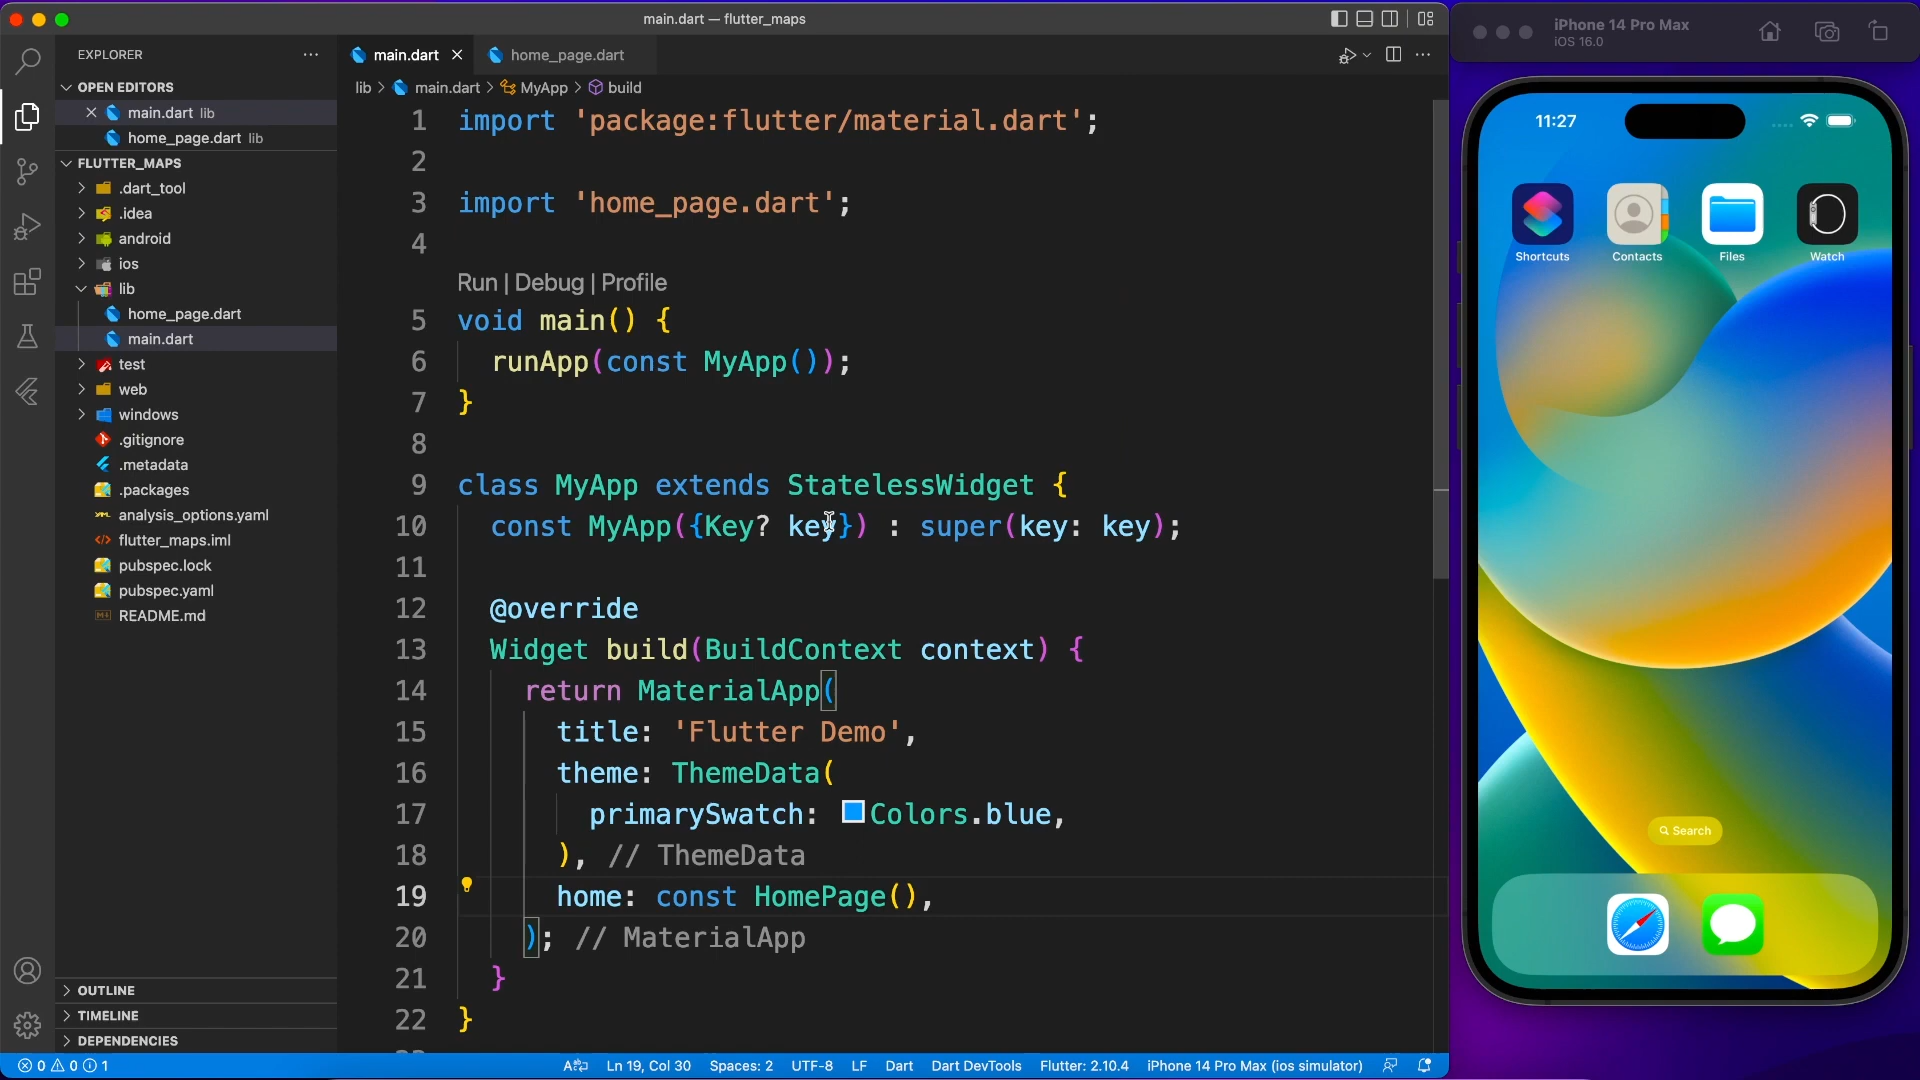 main.dart — flutter_maps
EXPLORER
OPEN EDITORS
main.dart lib
home_page.dart lib
FLUTTER_MAPS
.dart_tool
.idea
android
ios
lib
home_page.dart
main.dart
test
web
windows
.gitignore
.metadata
.packages
analysis_options.yaml
flutter_maps.iml
pubspec.lock
pubspec.yaml
README.md
OUTLINE
TIMELINE
DEPENDENCIES
main.dart
home_page.dart
lib > main.dart > MyApp > build
1 import 'package:flutter/material.dart';
2
3 import 'home_page.dart';
4
Run | Debug | Profile
5 void main() {
6 runApp(const MyApp());
7 }
8
9 class MyApp extends StatelessWidget {
10 const MyApp({Key? key}) : super(key: key);
11
12 @override
13 Widget build(BuildContext context) {
14 return MaterialApp(
15 title: 'Flutter Demo',
16 theme: ThemeData(
17 primarySwatch: Colors.blue,
18 ), // ThemeData
19 home: const HomePage(),
20 ); // MaterialApp
21 }
22 }
0 0 1
Ln 19, Col 30 Spaces: 2 UTF-8 LF Dart Dart DevTools Flutter: 2.10.4 iPhone 14 Pro Max (ios simulator)
iPhone 14 Pro Max
iOS 16.0
11:27
Shortcuts Contacts Files Watch
Search